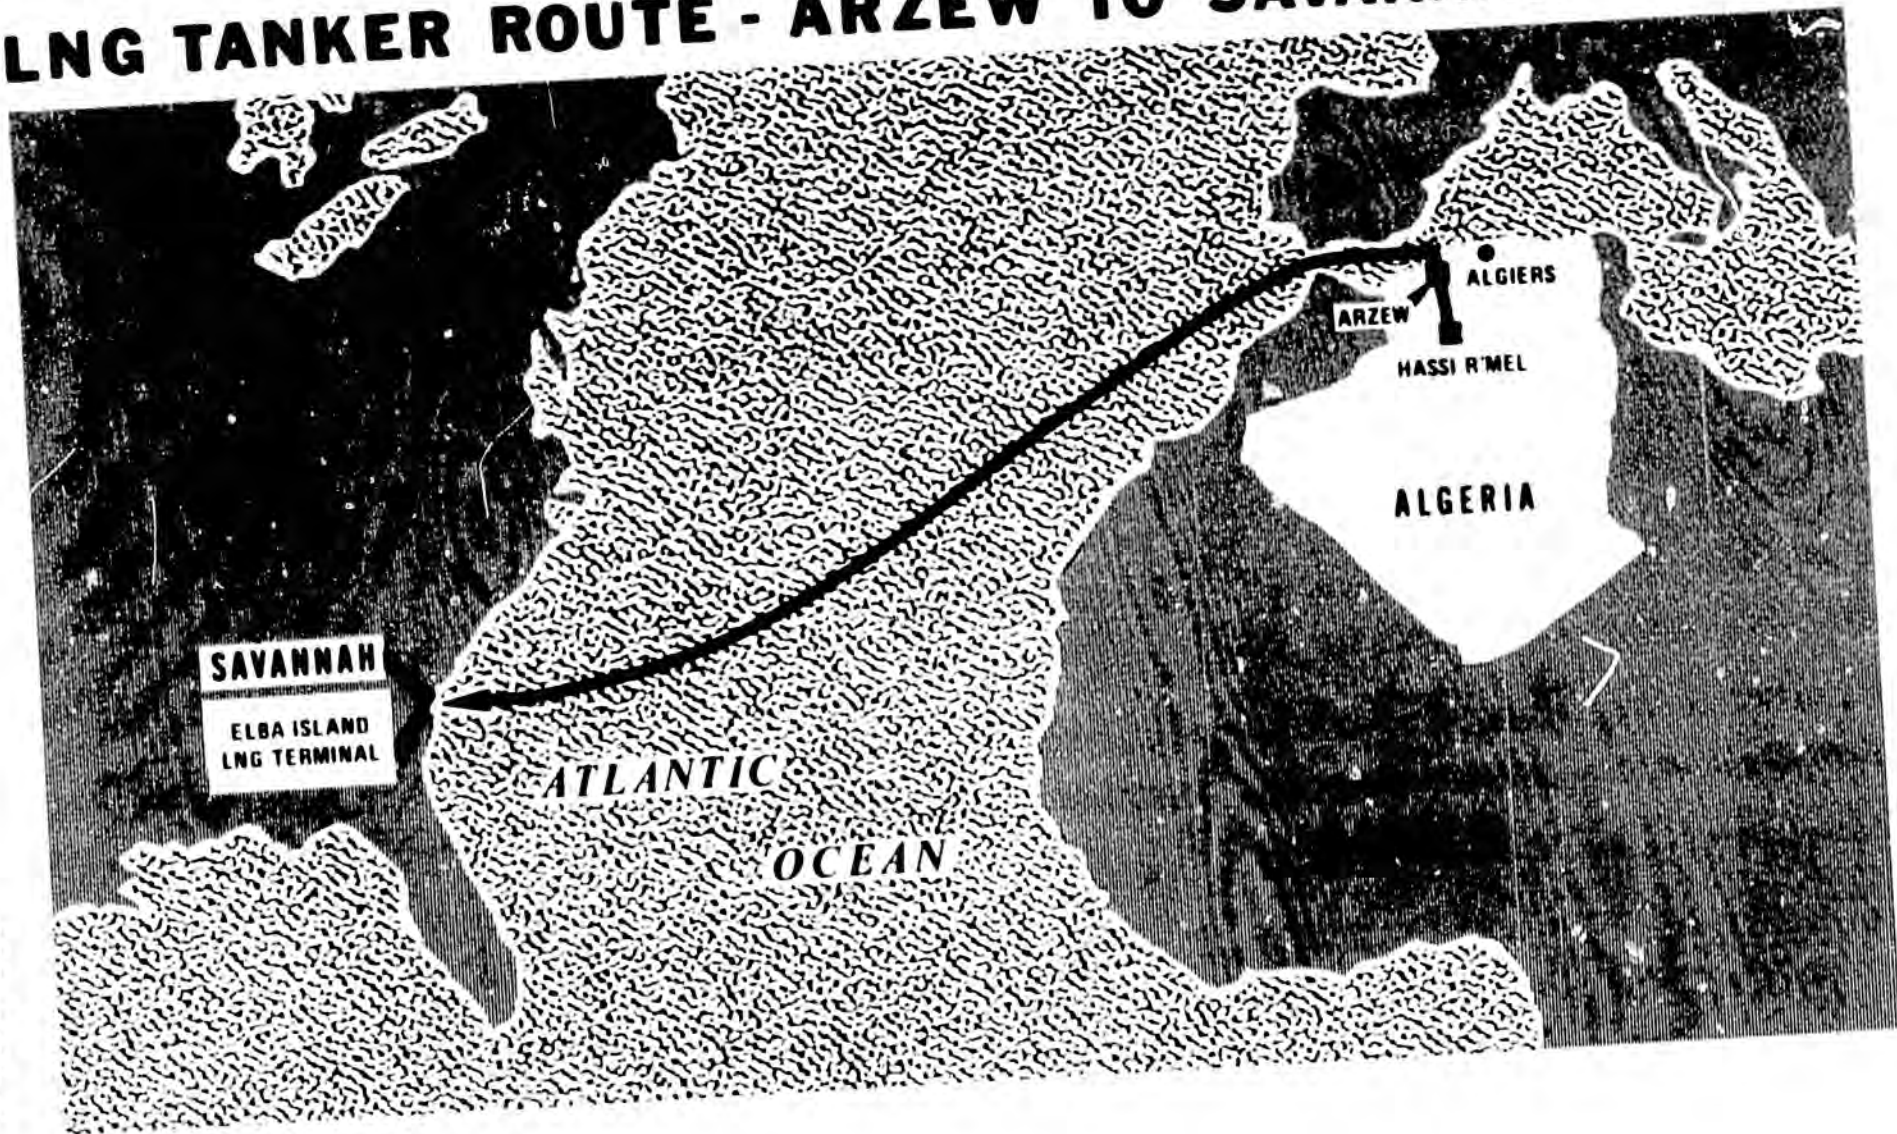 LNG TANKER ROUTE - ARZEW TO
ALGIERS
ARZEW
HASSI R'MEL
ALGERIA
SAVANNAH
ELBA ISLAND
LNG TERMINAL
ATLANTIC
OCEAN